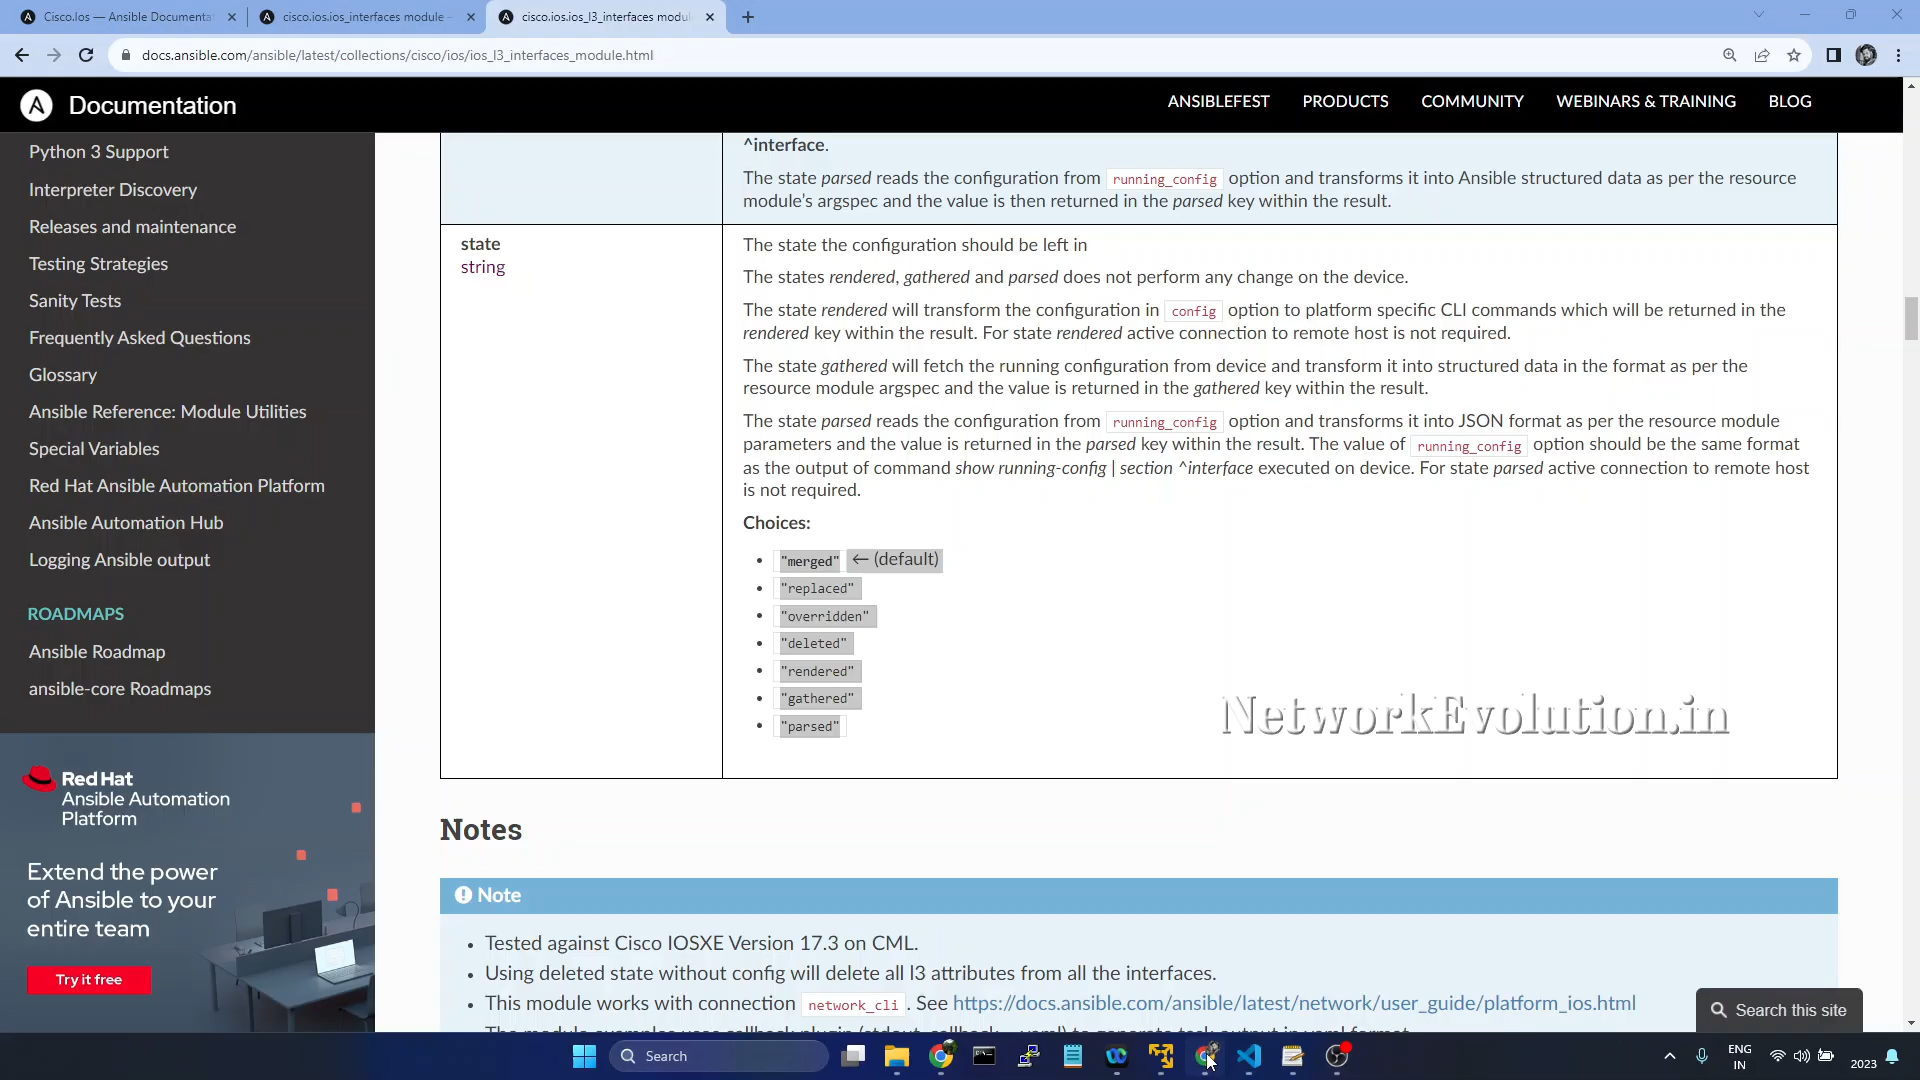 Cisco.Ios — Ansible Documenta
cisco.ios.ios_interfaces module –
cisco.ios.ios_l3_interfaces modu
docs.ansible.com/ansible/latest/collections/cisco/ios/ios_l3_interfaces_module.html
Documentation
ANSIBLEFEST
PRODUCTS
COMMUNITY
WEBINARS & TRAINING
BLOG
Python 3 Support
Interpreter Discovery
Releases and maintenance
Testing Strategies
Sanity Tests
Frequently Asked Questions
Glossary
Ansible Reference: Module Utilities
Special Variables
Red Hat Ansible Automation Platform
Ansible Automation Hub
Logging Ansible output
ROADMAPS
Ansible Roadmap
ansible-core Roadmaps
Red Hat
Ansible Automation
Platform
Extend the power
of Ansible to your
entire team
Try it free
^interface.
The state parsed reads the configuration from running_config option and transforms it into Ansible structured data as per the resource
module's argspec and the value is then returned in the parsed key within the result.
state
string
The state the configuration should be left in
The states rendered, gathered and parsed does not perform any change on the device.
The state rendered will transform the configuration in config option to platform specific CLI commands which will be returned in the
rendered key within the result. For state rendered active connection to remote host is not required.
The state gathered will fetch the running configuration from device and transform it into structured data in the format as per the
resource module argspec and the value is returned in the gathered key within the result.
The state parsed reads the configuration from running_config option and transforms it into JSON format as per the resource module
parameters and the value is returned in the parsed key within the result. The value of running_config option should be the same format
as the output of command show running-config | section ^interface executed on device. For state parsed active connection to remote host
is not required.
Choices:
• "merged" ← (default)
• "replaced"
• "overridden"
• "deleted"
• "rendered"
• "gathered"
• "parsed"
NetworkEvolution.in
Notes
Note
• Tested against Cisco IOSXE Version 17.3 on CML.
• Using deleted state without config will delete all l3 attributes from all the interfaces.
• This module works with connection network_cli. See https://docs.ansible.com/ansible/latest/network/user_guide/platform_ios.html
Search this site
Search
ENG
IN
2023